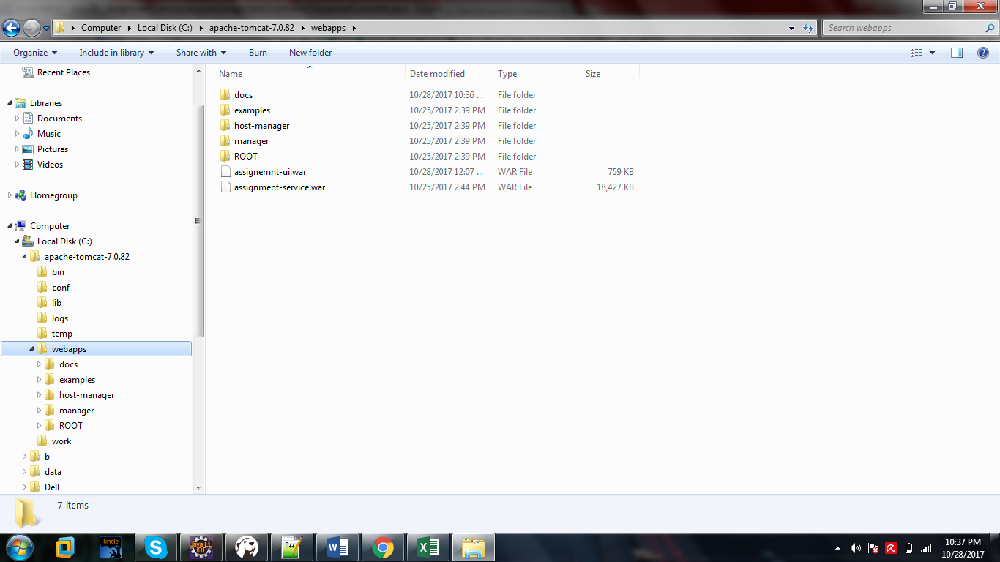 Computer Local Disk (C:) apache-tomcat-7.0.82 webapps Search webapps
Organize Include in library Share with Burn New folder
Recent Places
Libraries
Documents
Music
Pictures
Videos
Homegroup
Computer
Local Disk (C:)
apache-tomcat-7.0.82
bin
conf
lib
logs
temp
webapps
docs
examples
host-manager
manager
ROOT
work
b
data
Dell
Name Date modified Type Size
docs 10/28/2017 10:36 ... File folder
examples 10/25/2017 2:39 PM File folder
host-manager 10/25/2017 2:39 PM File folder
manager 10/25/2017 2:39 PM File folder
ROOT 10/25/2017 2:39 PM File folder
assignemnt-ui.war 10/28/2017 12:07 ... WAR File 759 KB
assignment-service.war 10/25/2017 2:44 PM WAR File 18,427 KB
7 items
kindle
Java EE
IDE
10:37 PM
10/28/2017